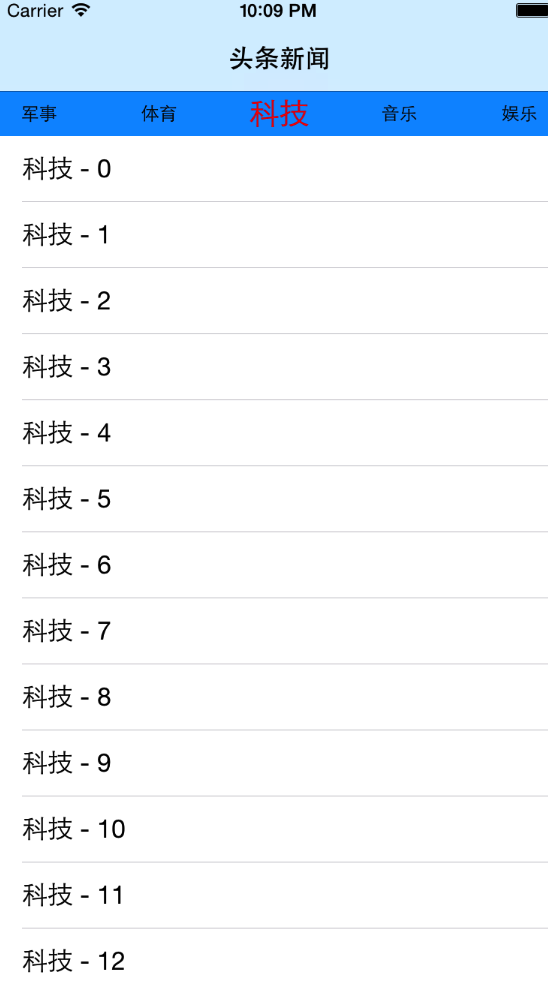 Carrier 10:09 PM
头条新闻
军事 体育 科技 音乐 娱乐
科技 - 0
科技 - 1
科技 - 2
科技 - 3
科技 - 4
科技 - 5
科技 - 6
科技 - 7
科技 - 8
科技 - 9
科技 - 10
科技 - 11
科技 - 12